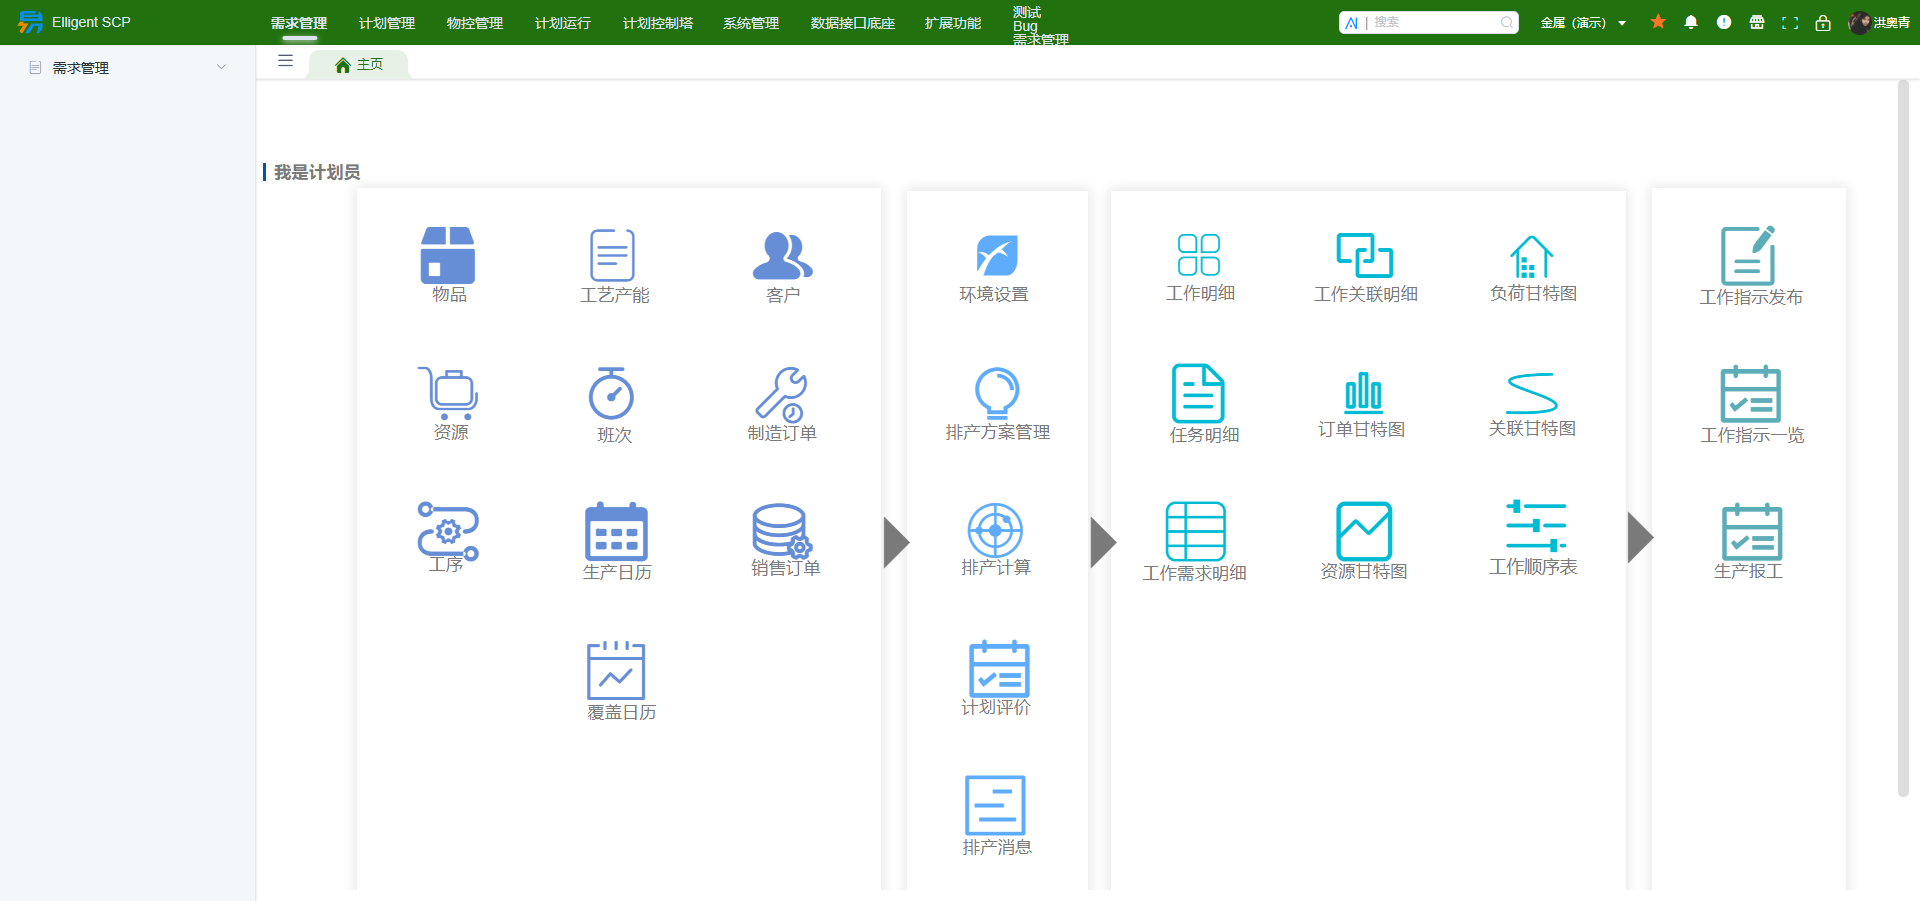 Elligent SCP
需求管理 计划管理 物控管理 计划运行 计划控制塔 系统管理 数据接口底座 扩展功能
测试
Bug
需求管理
AI | 搜索
金属（演示）
洪奥青
需求管理
主页
我是计划员
物品 工艺产能 客户
资源 班次 制造订单
工序 生产日历 销售订单
覆盖日历
环境设置
排产方案管理
排产计算
计划评价
排产消息
工作明细 工作关联明细 负荷甘特图
任务明细 订单甘特图 关联甘特图
工作需求明细 资源甘特图 工作顺序表
工作指示发布
工作指示一览
生产报工